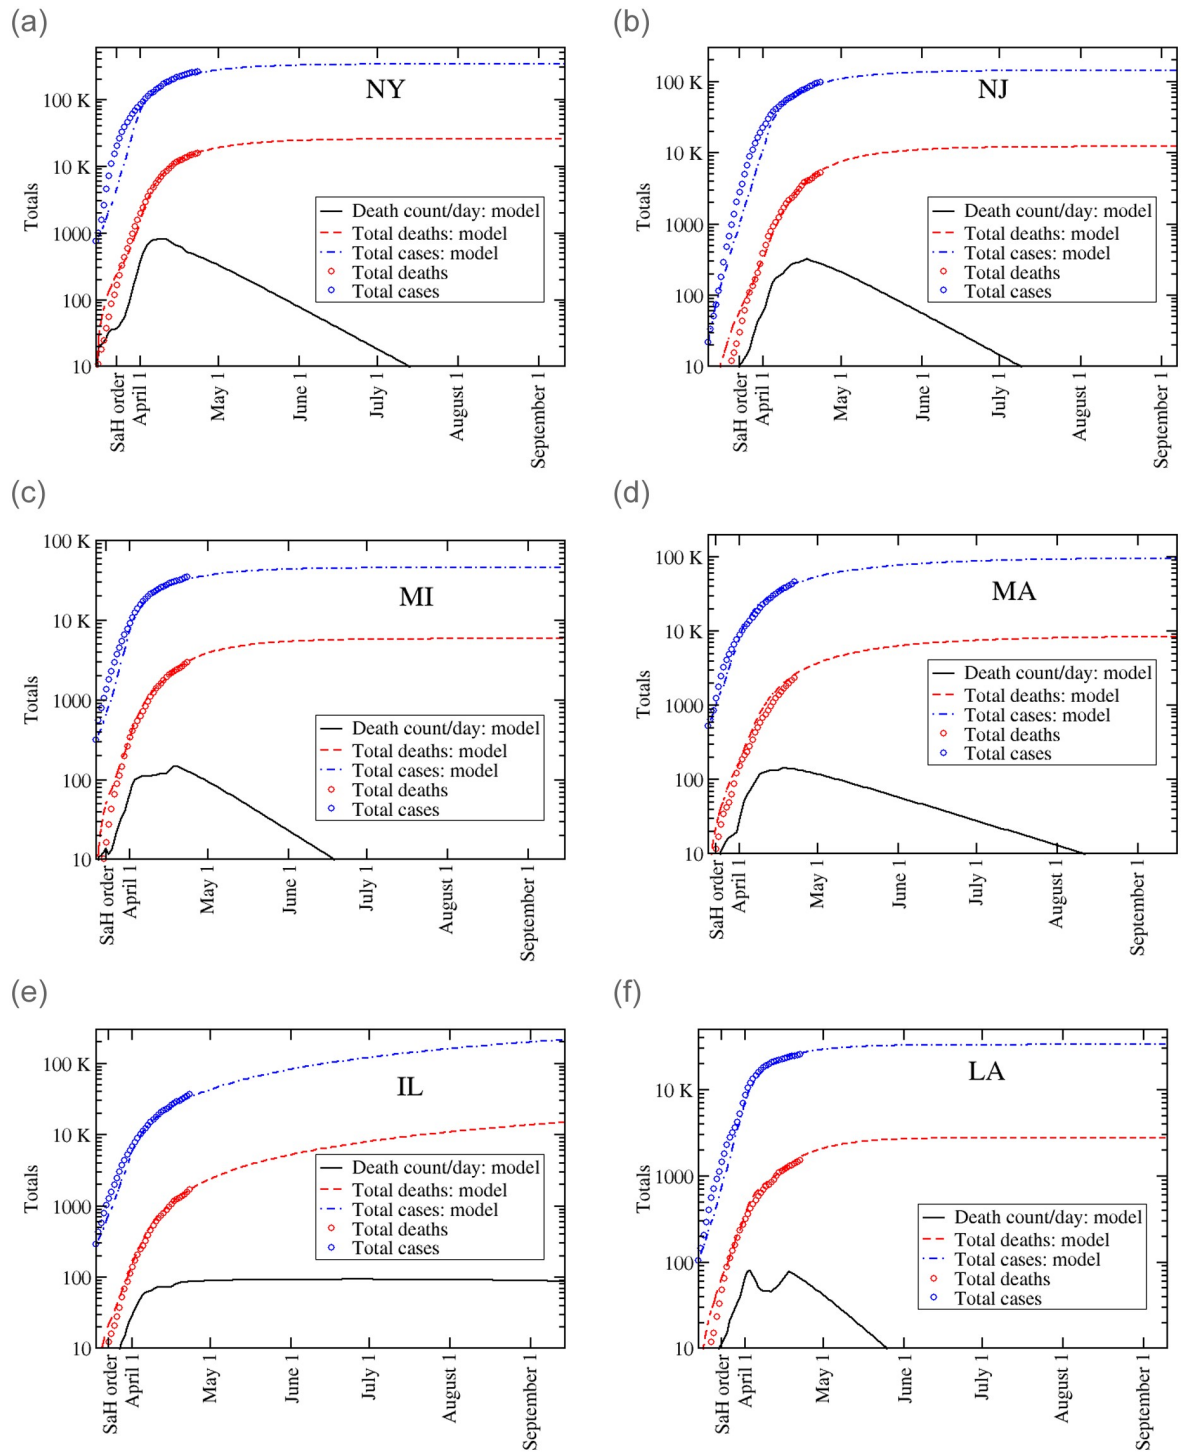 (a)
NY
Totals
100 K
10 K
1000
100
10
Death count/day: model
Total deaths: model
Total cases: model
Total deaths
Total cases
SaH order
April 1
May 1
June 1
July 1
August 1
September 1
(b)
NJ
Totals
100 K
10 K
1000
100
10
Death count/day: model
Total deaths: model
Total cases: model
Total deaths
Total cases
SaH order
April 1
May 1
June 1
July 1
August 1
September 1
(c)
MI
Totals
100 K
10 K
1000
100
10
Death count/day: model
Total deaths: model
Total cases: model
Total deaths
Total cases
SaH order
April 1
May 1
June 1
July 1
August 1
September 1
(d)
MA
Totals
100 K
10 K
1000
100
10
Death count/day: model
Total deaths: model
Total cases: model
Total deaths
Total cases
SaH order
April 1
May 1
June 1
July 1
August 1
September 1
(e)
IL
Totals
100 K
10 K
1000
100
10
Death count/day: model
Total deaths: model
Total cases: model
Total deaths
Total cases
SaH order
April 1
May 1
June 1
July 1
August 1
September 1
(f)
LA
Totals
10 K
1000
100
10
Death count/day: model
Total deaths: model
Total cases: model
Total deaths
Total cases
SaH order
April 1
May 1
June 1
July 1
August 1
September 1